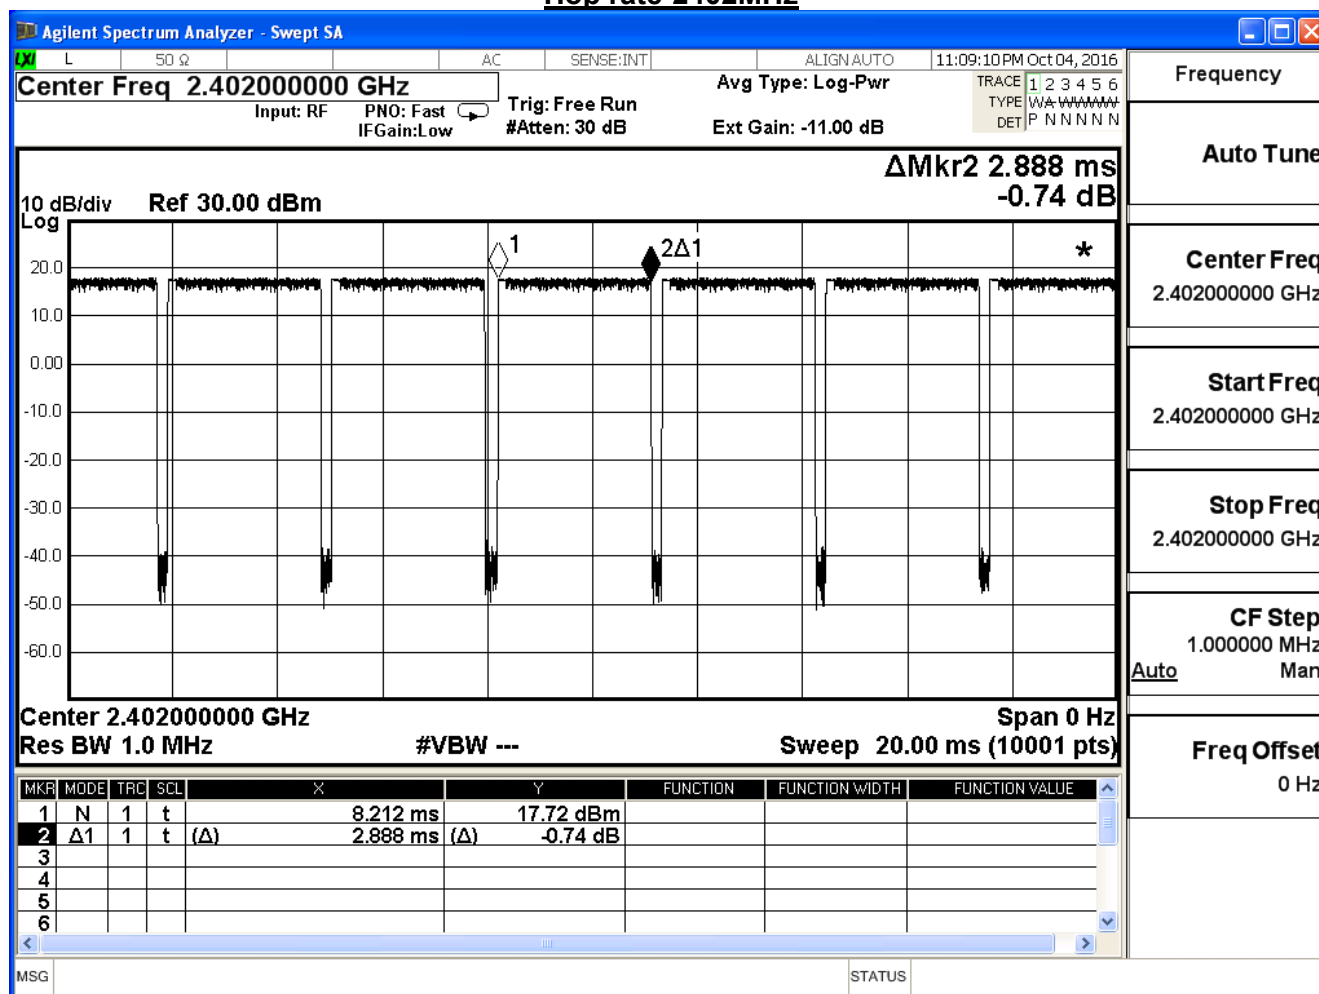 Hop rate 2402MHz
Agilent Spectrum Analyzer - Swept SA
LXI L 50 Ω AC SENSE:INT ALIGN AUTO 11:09:10 PM Oct 04, 2016
Center Freq 2.402000000 GHz
Input: RF PNO: Fast IFGain:Low
Trig: Free Run
#Atten: 30 dB
Avg Type: Log-Pwr
Ext Gain: -11.00 dB
TRACE 1 2 3 4 5 6
TYPE
DET P N N N N N
ΔMkr2 2.888 ms
-0.74 dB
10 dB/div Ref 30.00 dBm
Log
1
2Δ1
*
20.0
10.0
0.00
-10.0
-20.0
-30.0
-40.0
-50.0
-60.0
Center 2.402000000 GHz Span 0 Hz
Res BW 1.0 MHz #VBW --- Sweep 20.00 ms (10001 pts)
MKR MODE TRC SCL X Y FUNCTION FUNCTION WIDTH FUNCTION VALUE
1 N 1 t 8.212 ms 17.72 dBm
2 Δ1 1 t (Δ) 2.888 ms (Δ) -0.74 dB
3
4
5
6
MSG STATUS
Frequency
Auto Tune
Center Freq
2.402000000 GHz
Start Freq
2.402000000 GHz
Stop Freq
2.402000000 GHz
CF Step
1.000000 MHz
Auto Man
Freq Offset
0 Hz